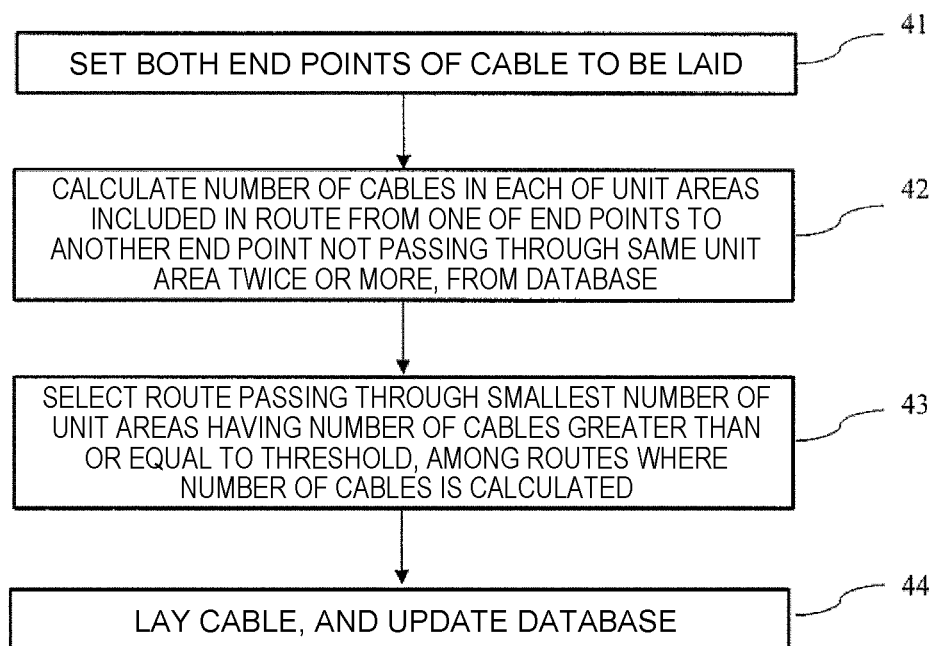 41
SET BOTH END POINTS OF CABLE TO BE LAID
CALCULATE NUMBER OF CABLES IN EACH OF UNIT AREAS
INCLUDED IN ROUTE FROM ONE OF END POINTS TO
ANOTHER END POINT NOT PASSING THROUGH SAME UNIT
AREA TWICE OR MORE, FROM DATABASE
42
SELECT ROUTE PASSING THROUGH SMALLEST NUMBER OF
UNIT AREAS HAVING NUMBER OF CABLES GREATER THAN
OR EQUAL TO THRESHOLD, AMONG ROUTES WHERE
NUMBER OF CABLES IS CALCULATED
43
LAY CABLE, AND UPDATE DATABASE
44